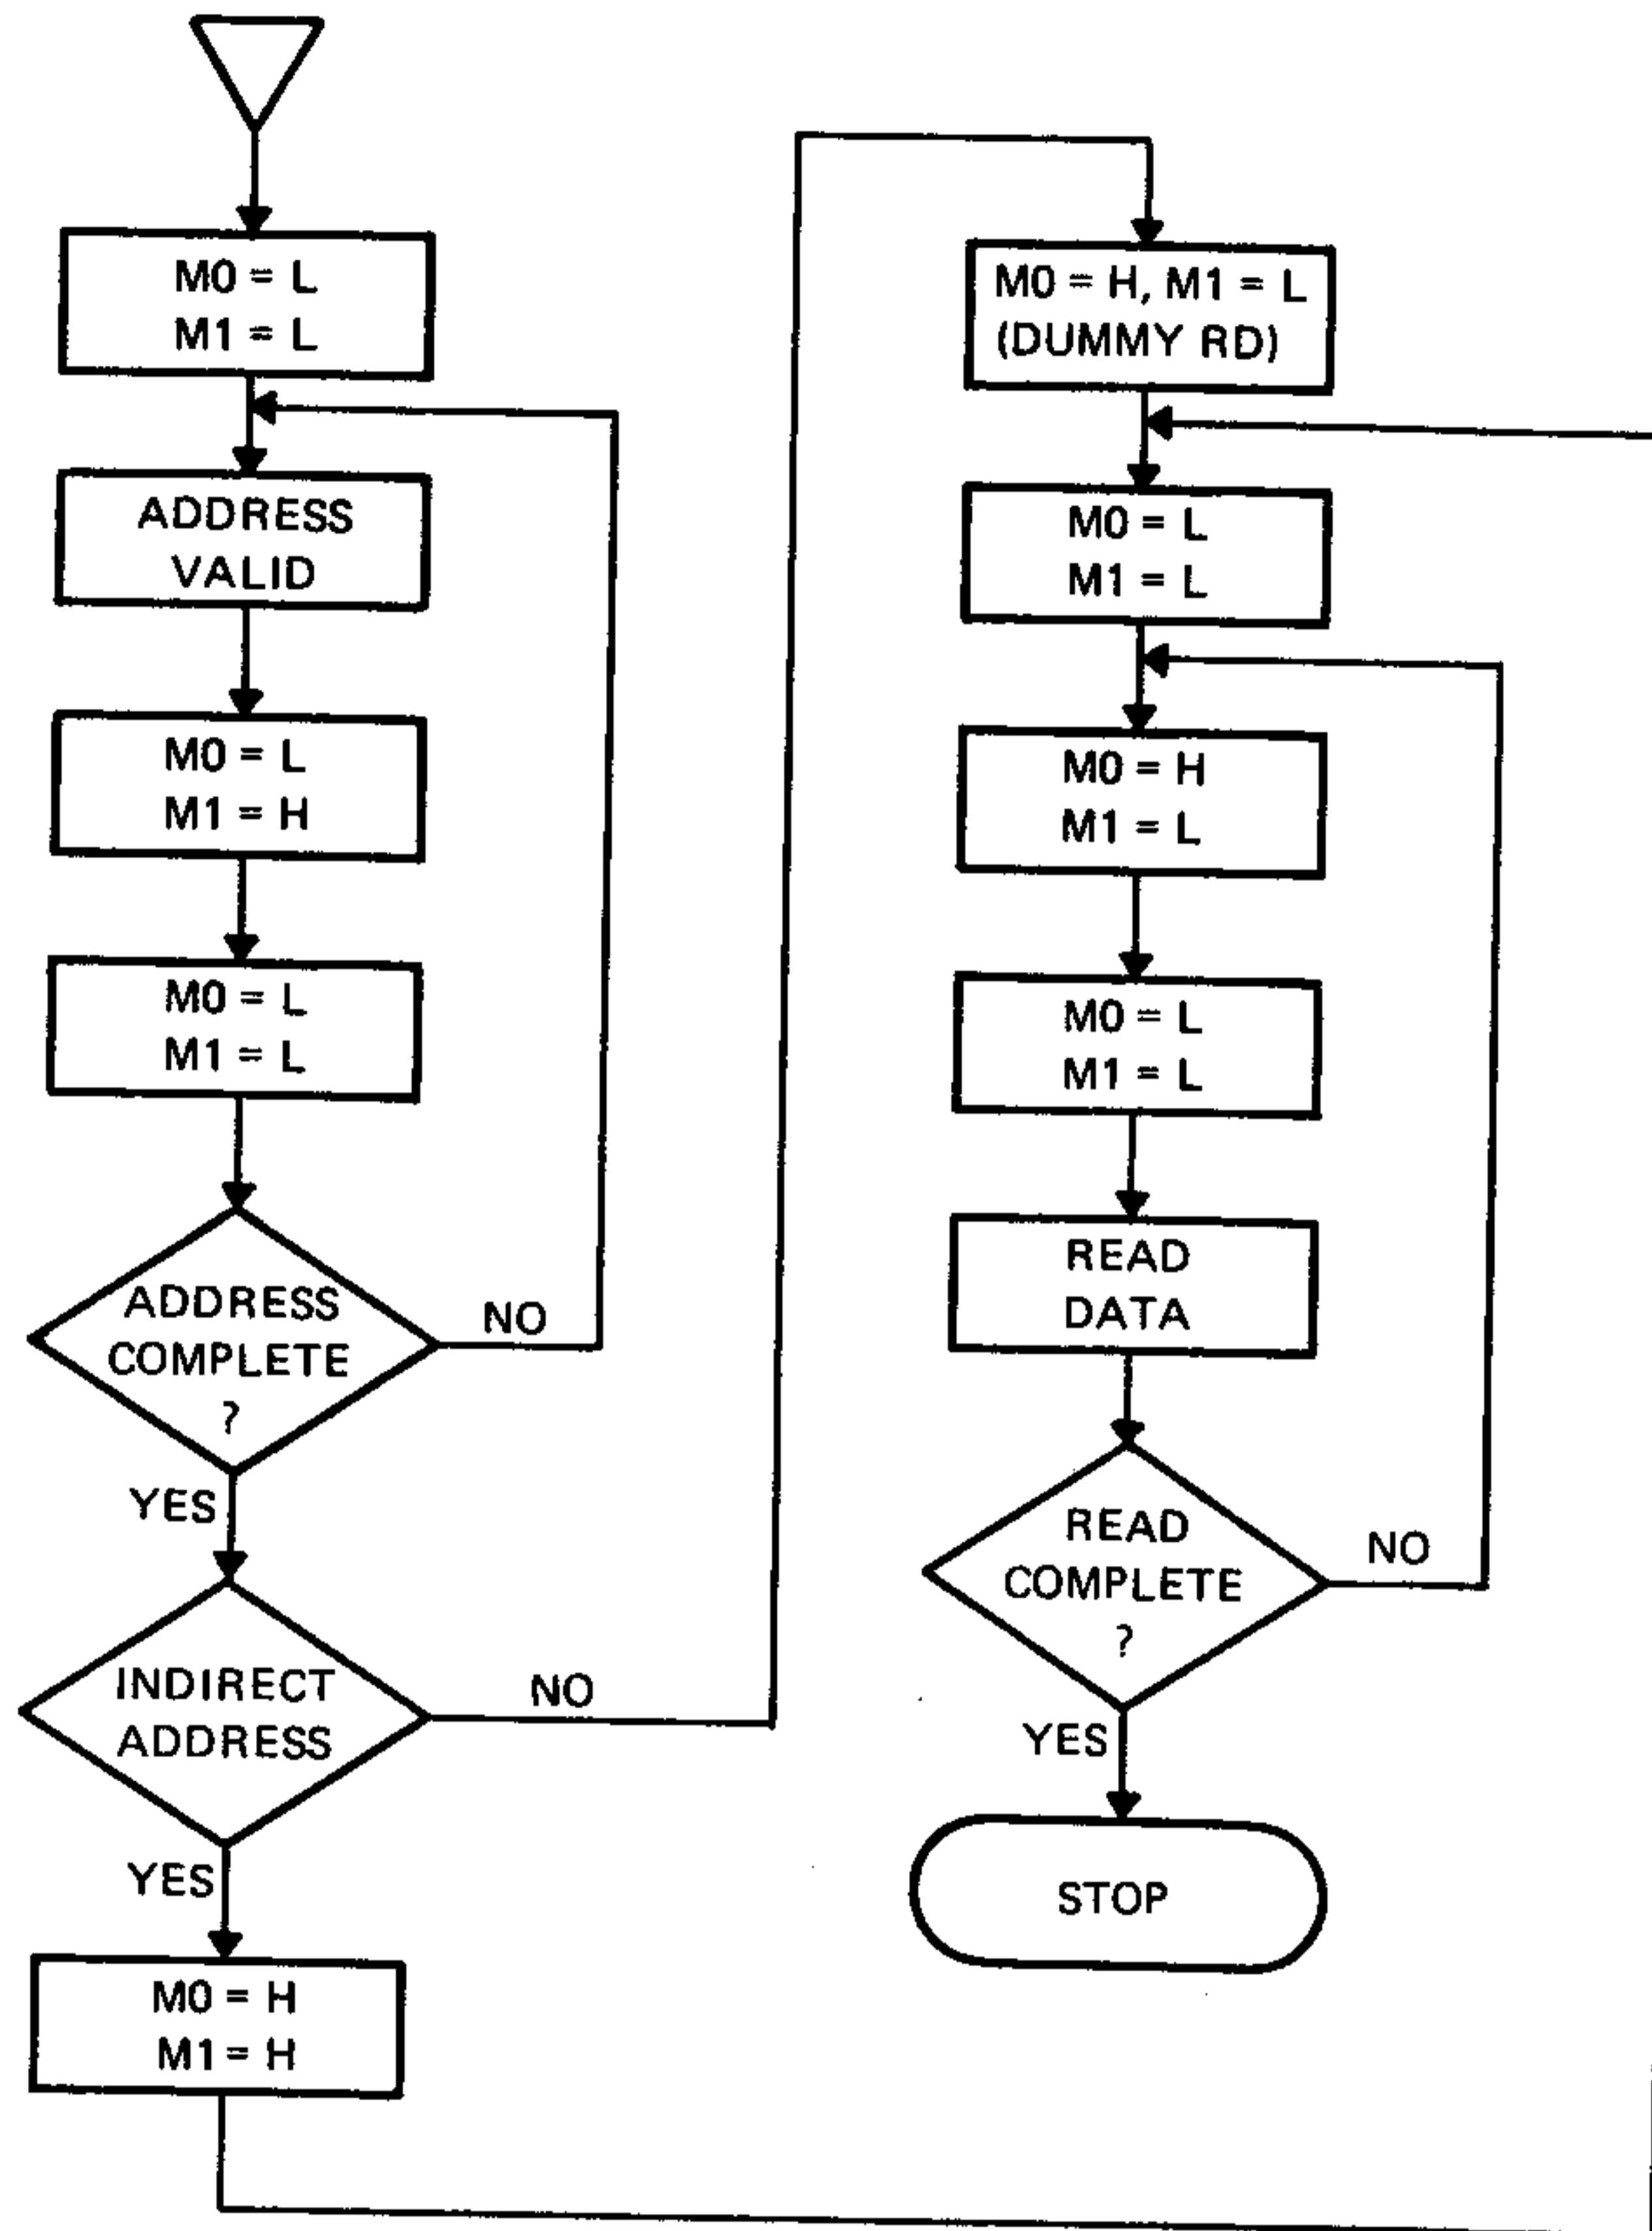 M0 = L
M1 = L
ADDRESS
VALID
M0 = L
M1 = H
M0 = L
M1 = L
ADDRESS
COMPLETE
?
NO
YES
INDIRECT
ADDRESS
NO
YES
M0 = H
M1 = H
M0 = H, M1 = L
(DUMMY RD)
M0 = L
M1 = L
M0 = H
M1 = L
M0 = L
M1 = L
READ
DATA
READ
COMPLETE
?
NO
YES
STOP